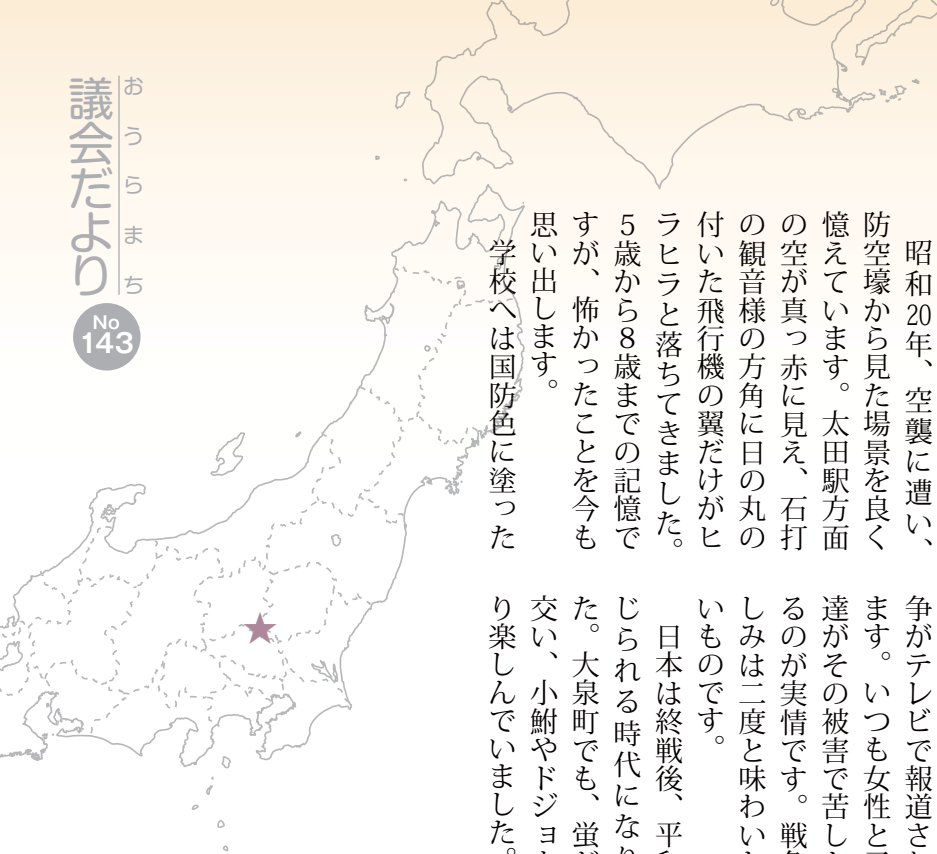 おうらまち
議会だより
No
143
昭和20年、空襲に遭い、
防空壕から見た場景を良く
憶えています。太田駅方面
の空が真っ赤に見え、石打
の観音様の方角に日の丸の
付いた飛行機の翼だけがヒ
ラヒラと落ちてきました。
5歳から8歳までの記憶で
すが、怖かったことを今も
思い出します。
学校へは国防色に塗った
争がテレビで報道さ
ます。いつも女性と
達がその被害で苦し
るのが実情です。戦
しみは二度と味わい
いものです。
日本は終戦後、平
じられる時代になり
た。大泉町でも、蛍
交い、小鮒やドジョ
り楽しんでいました。